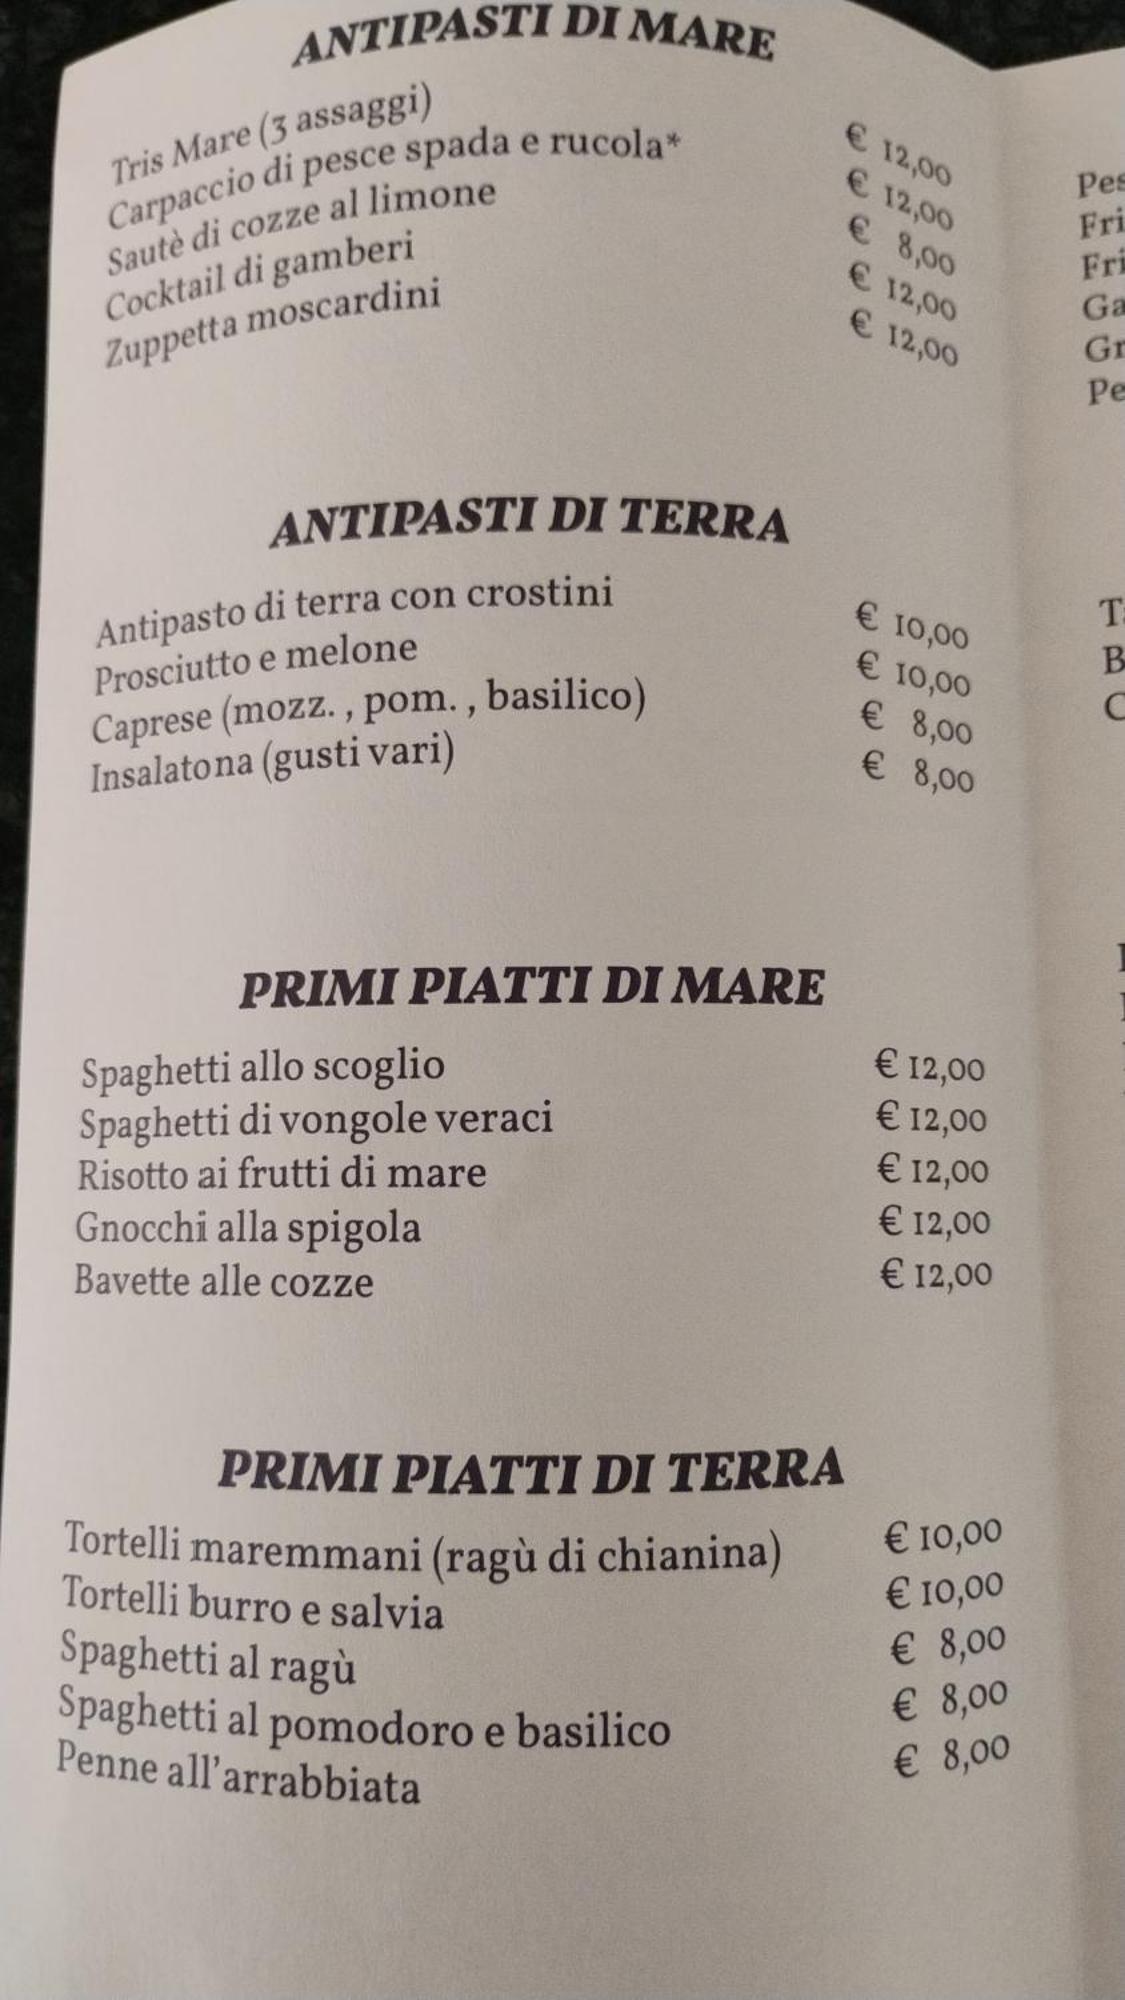 ANTIPASTI DI MARE
Tris Mare (3 assaggi) € 12,00
Carpaccio di pesce spada e rucola* € 12,00
Sautè di cozze al limone € 8,00
Cocktail di gamberi € 12,00
Zuppetta moscardini € 12,00
ANTIPASTI DI TERRA
Antipasto di terra con crostini € 10,00
Prosciutto e melone € 10,00
Caprese (mozz. , pom. , basilico) € 8,00
Insalatona (gusti vari) € 8,00
PRIMI PIATTI DI MARE
Spaghetti allo scoglio € 12,00
Spaghetti di vongole veraci € 12,00
Risotto ai frutti di mare € 12,00
Gnocchi alla spigola € 12,00
Bavette alle cozze € 12,00
PRIMI PIATTI DI TERRA
Tortelli maremmani (ragù di chianina) € 10,00
Tortelli burro e salvia € 10,00
Spaghetti al ragù € 8,00
Spaghetti al pomodoro e basilico € 8,00
Penne all'arrabbiata € 8,00